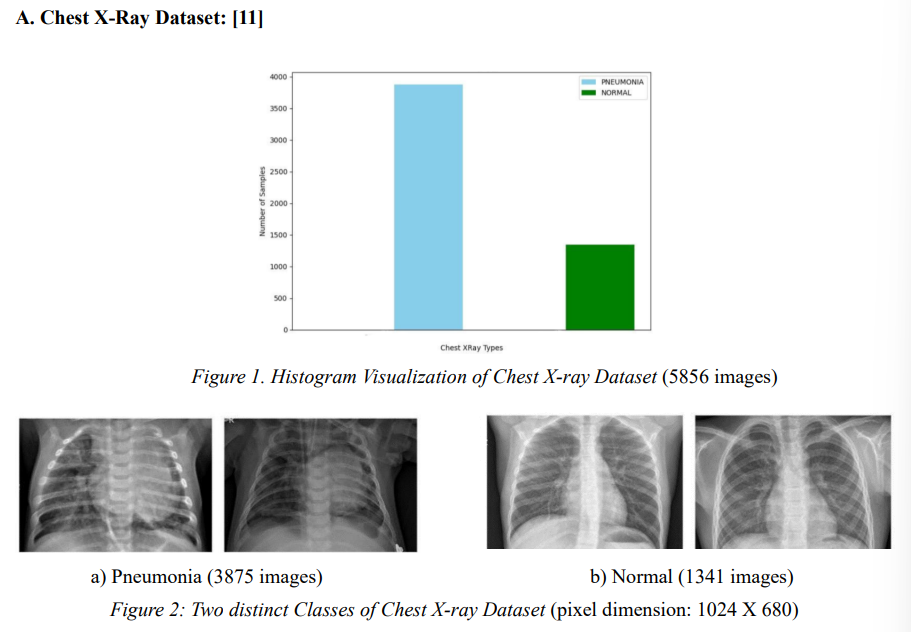 A. Chest X-Ray Dataset: [11]
4000
3500
3000
2500
2000
1500
1000
500
0
Number of Samples
PNEUMONIA
NORMAL
Chest XRay Types
Figure 1. Histogram Visualization of Chest X-ray Dataset (5856 images)
a) Pneumonia (3875 images)
b) Normal (1341 images)
Figure 2: Two distinct Classes of Chest X-ray Dataset (pixel dimension: 1024 X 680)